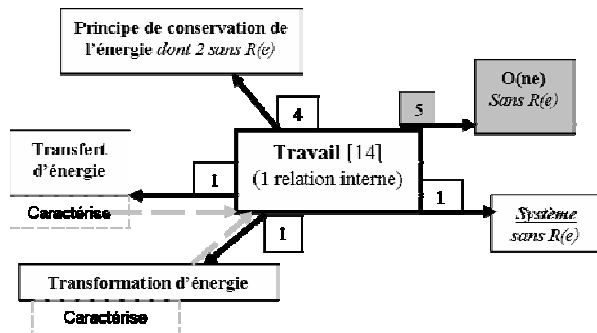 Principe de conservation de
l'énergie dont 2 sans R(e)
O(ne)
Sans R(e)
4
5
Travail [14]
(1 relation interne)
Transfert
d'énergie
1
1
Caractérise
Système
sans R(e)
1
Transformation d'énergie
Caractérise